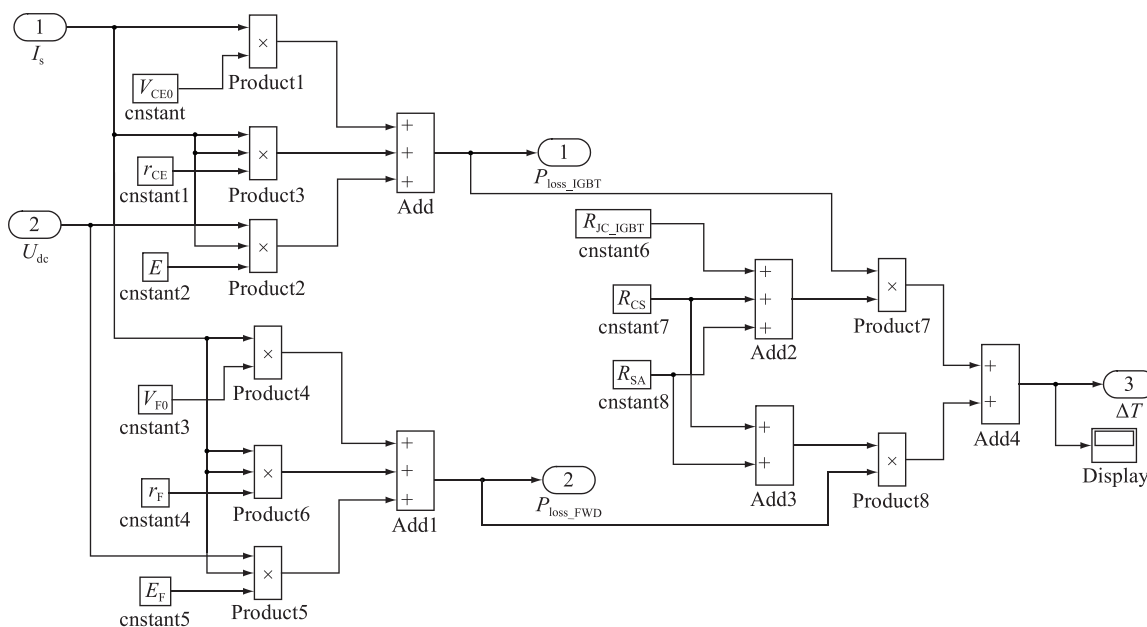 1
I_s
V_CE0
cnstant
×
Product1
r_CE
cnstant1
×
Product3
2
U_dc
E
cnstant2
×
Product2
+
+
+
Add
1
P_loss_IGBT
V_F0
cnstant3
×
Product4
r_F
cnstant4
×
Product6
E_F
cnstant5
×
Product5
+
+
+
Add1
2
P_loss_FWD
R_JC_IGBT
cnstant6
R_CS
cnstant7
R_SA
cnstant8
+
+
+
Add2
+
+
Add3
×
Product7
×
Product8
+
+
Add4
3
ΔT
Display